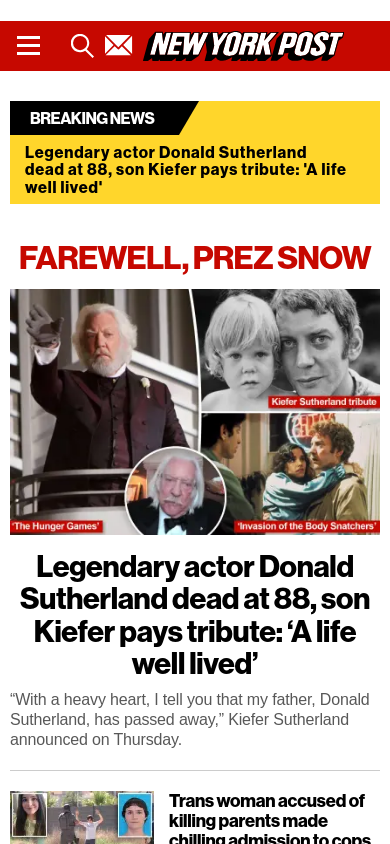 NEW YORK POST
BREAKING NEWS
Legendary actor Donald Sutherland
dead at 88, son Kiefer pays tribute: 'A life
well lived'
FAREWELL, PREZ SNOW
Kiefer Sutherland tribute
'The Hunger Games'
'Invasion of the Body Snatchers'
Legendary actor Donald
Sutherland dead at 88, son
Kiefer pays tribute: ‘A life
well lived’
“With a heavy heart, I tell you that my father, Donald
Sutherland, has passed away,” Kiefer Sutherland
announced on Thursday.
Trans woman accused of
killing parents made
chilling admission to cops